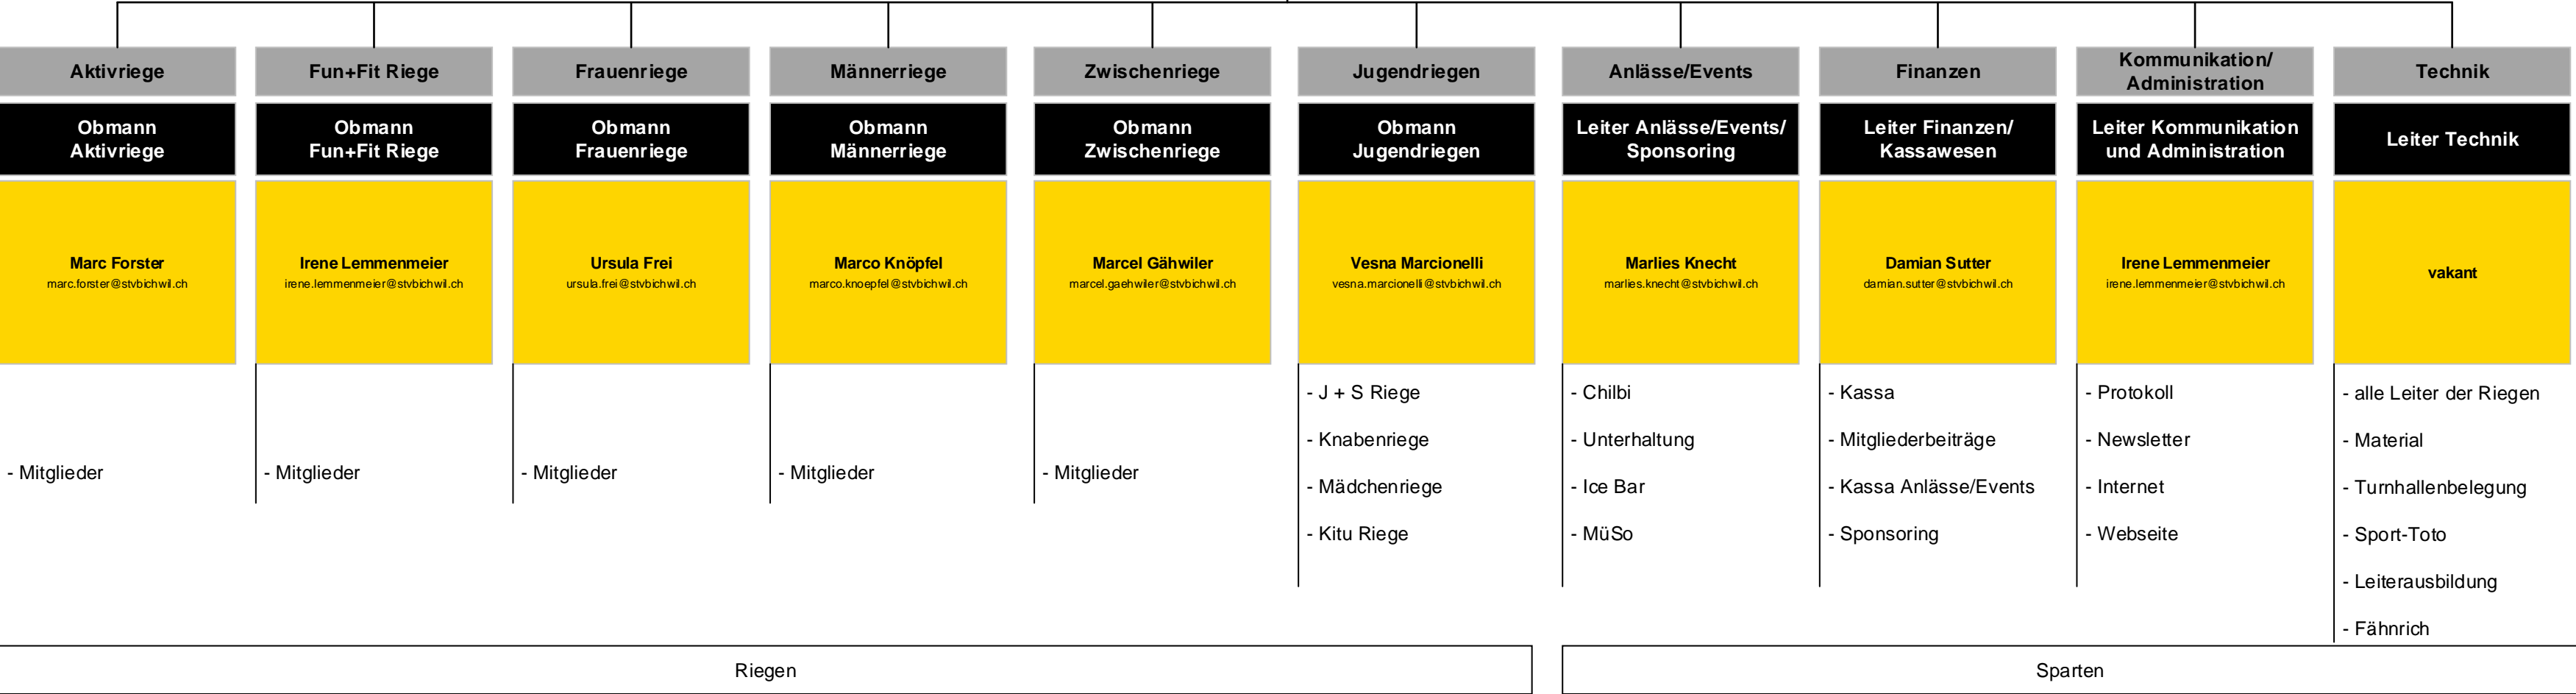 Aktivriege
Obmann
Aktivriege
Marc Forster
marc.forster@stvbichwil.ch
- Mitglieder
Fun+Fit Riege
Obmann
Fun+Fit Riege
Irene Lemmenmeier
irene.lemmenmeier@stvbichwil.ch
- Mitglieder
Frauenriege
Obmann
Frauenriege
Ursula Frei
ursula.frei@stvbichwil.ch
- Mitglieder
Männerriege
Obmann
Männerriege
Marco Knöpfel
marco.knoepfel@stvbichwil.ch
- Mitglieder
Zwischenriege
Obmann
Zwischenriege
Marcel Gähwiler
marcel.gaehwiler@stvbichwil.ch
- Mitglieder
Jugendriegen
Obmann
Jugendriegen
Vesna Marcionelli
vesna.marcionelli@stvbichwil.ch
- J + S Riege
- Knabenriege
- Mädchenriege
- Kitu Riege
Anlässe/Events
Leiter Anlässe/Events/
Sponsoring
Marlies Knecht
marlies.knecht@stvbichwil.ch
- Chilbi
- Unterhaltung
- Ice Bar
- MüSo
Finanzen
Leiter Finanzen/
Kassawesen
Damian Sutter
damian.sutter@stvbichwil.ch
- Kassa
- Mitgliederbeiträge
- Kassa Anlässe/Events
- Sponsoring
Kommunikation/
Administration
Leiter Kommunikation
und Administration
Irene Lemmenmeier
irene.lemmenmeier@stvbichwil.ch
- Protokoll
- Newsletter
- Internet
- Webseite
Technik
Leiter Technik
vakant
- alle Leiter der Riegen
- Material
- Turnhallenbelegung
- Sport-Toto
- Leiterausbildung
- Fähnrich
Riegen
Sparten